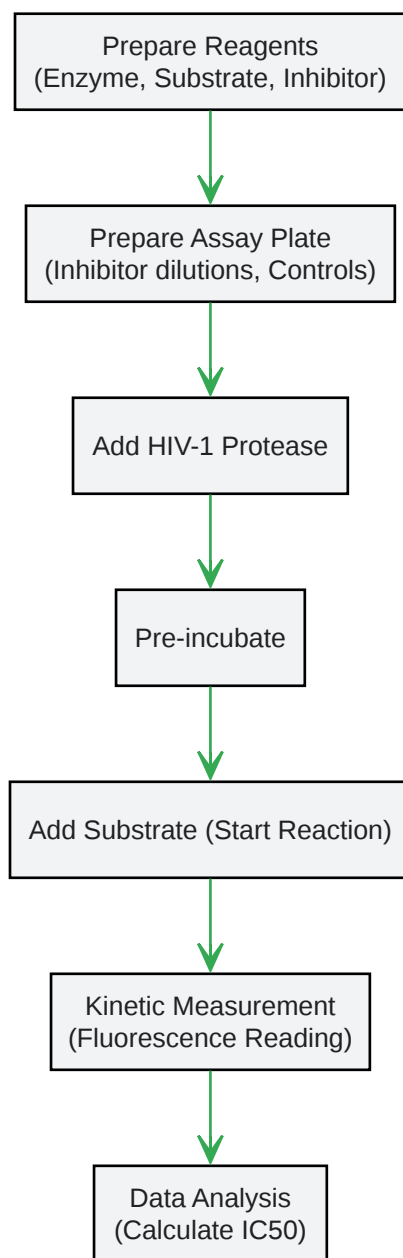 Prepare Reagents
(Enzyme, Substrate, Inhibitor)
Prepare Assay Plate
(Inhibitor dilutions, Controls)
Add HIV-1 Protease
Pre-incubate
Add Substrate (Start Reaction)
Kinetic Measurement
(Fluorescence Reading)
Data Analysis
(Calculate IC50)